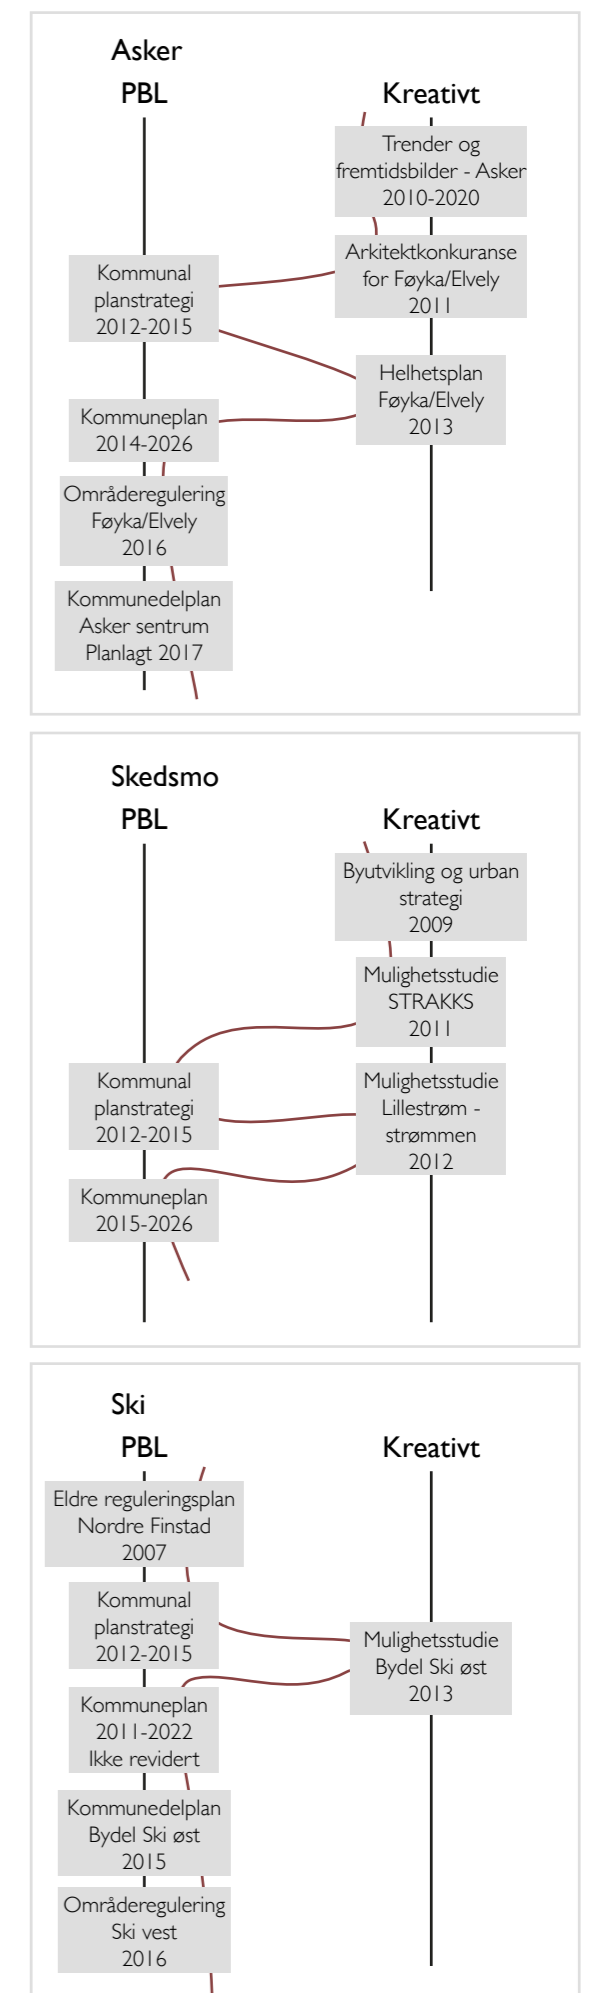 Asker
PBL
Kreativt
Trender og
fremtidsbilder - Asker
2010-2020
Arkitektkonkuranse
for Føyka/Elvely
2011
Kommunal
planstrategi
2012-2015
Helhetsplan
Føyka/Elvely
2013
Kommuneplan
2014-2026
Områderegulering
Føyka/Elvely
2016
Kommunedelplan
Asker sentrum
Planlagt 2017
Skedsmo
PBL
Kreativt
Byutvikling og urban
strategi
2009
Mulighetsstudie
STRAKKS
2011
Kommunal
planstrategi
2012-2015
Mulighetsstudie
Lillestrøm -
strømmen
2012
Kommuneplan
2015-2026
Ski
PBL
Kreativt
Eldre reguleringsplan
Nordre Finstad
2007
Kommunal
planstrategi
2012-2015
Mulighetsstudie
Bydel Ski øst
2013
Kommuneplan
2011-2022
Ikke revidert
Kommunedelplan
Bydel Ski øst
2015
Områderegulering
Ski vest
2016